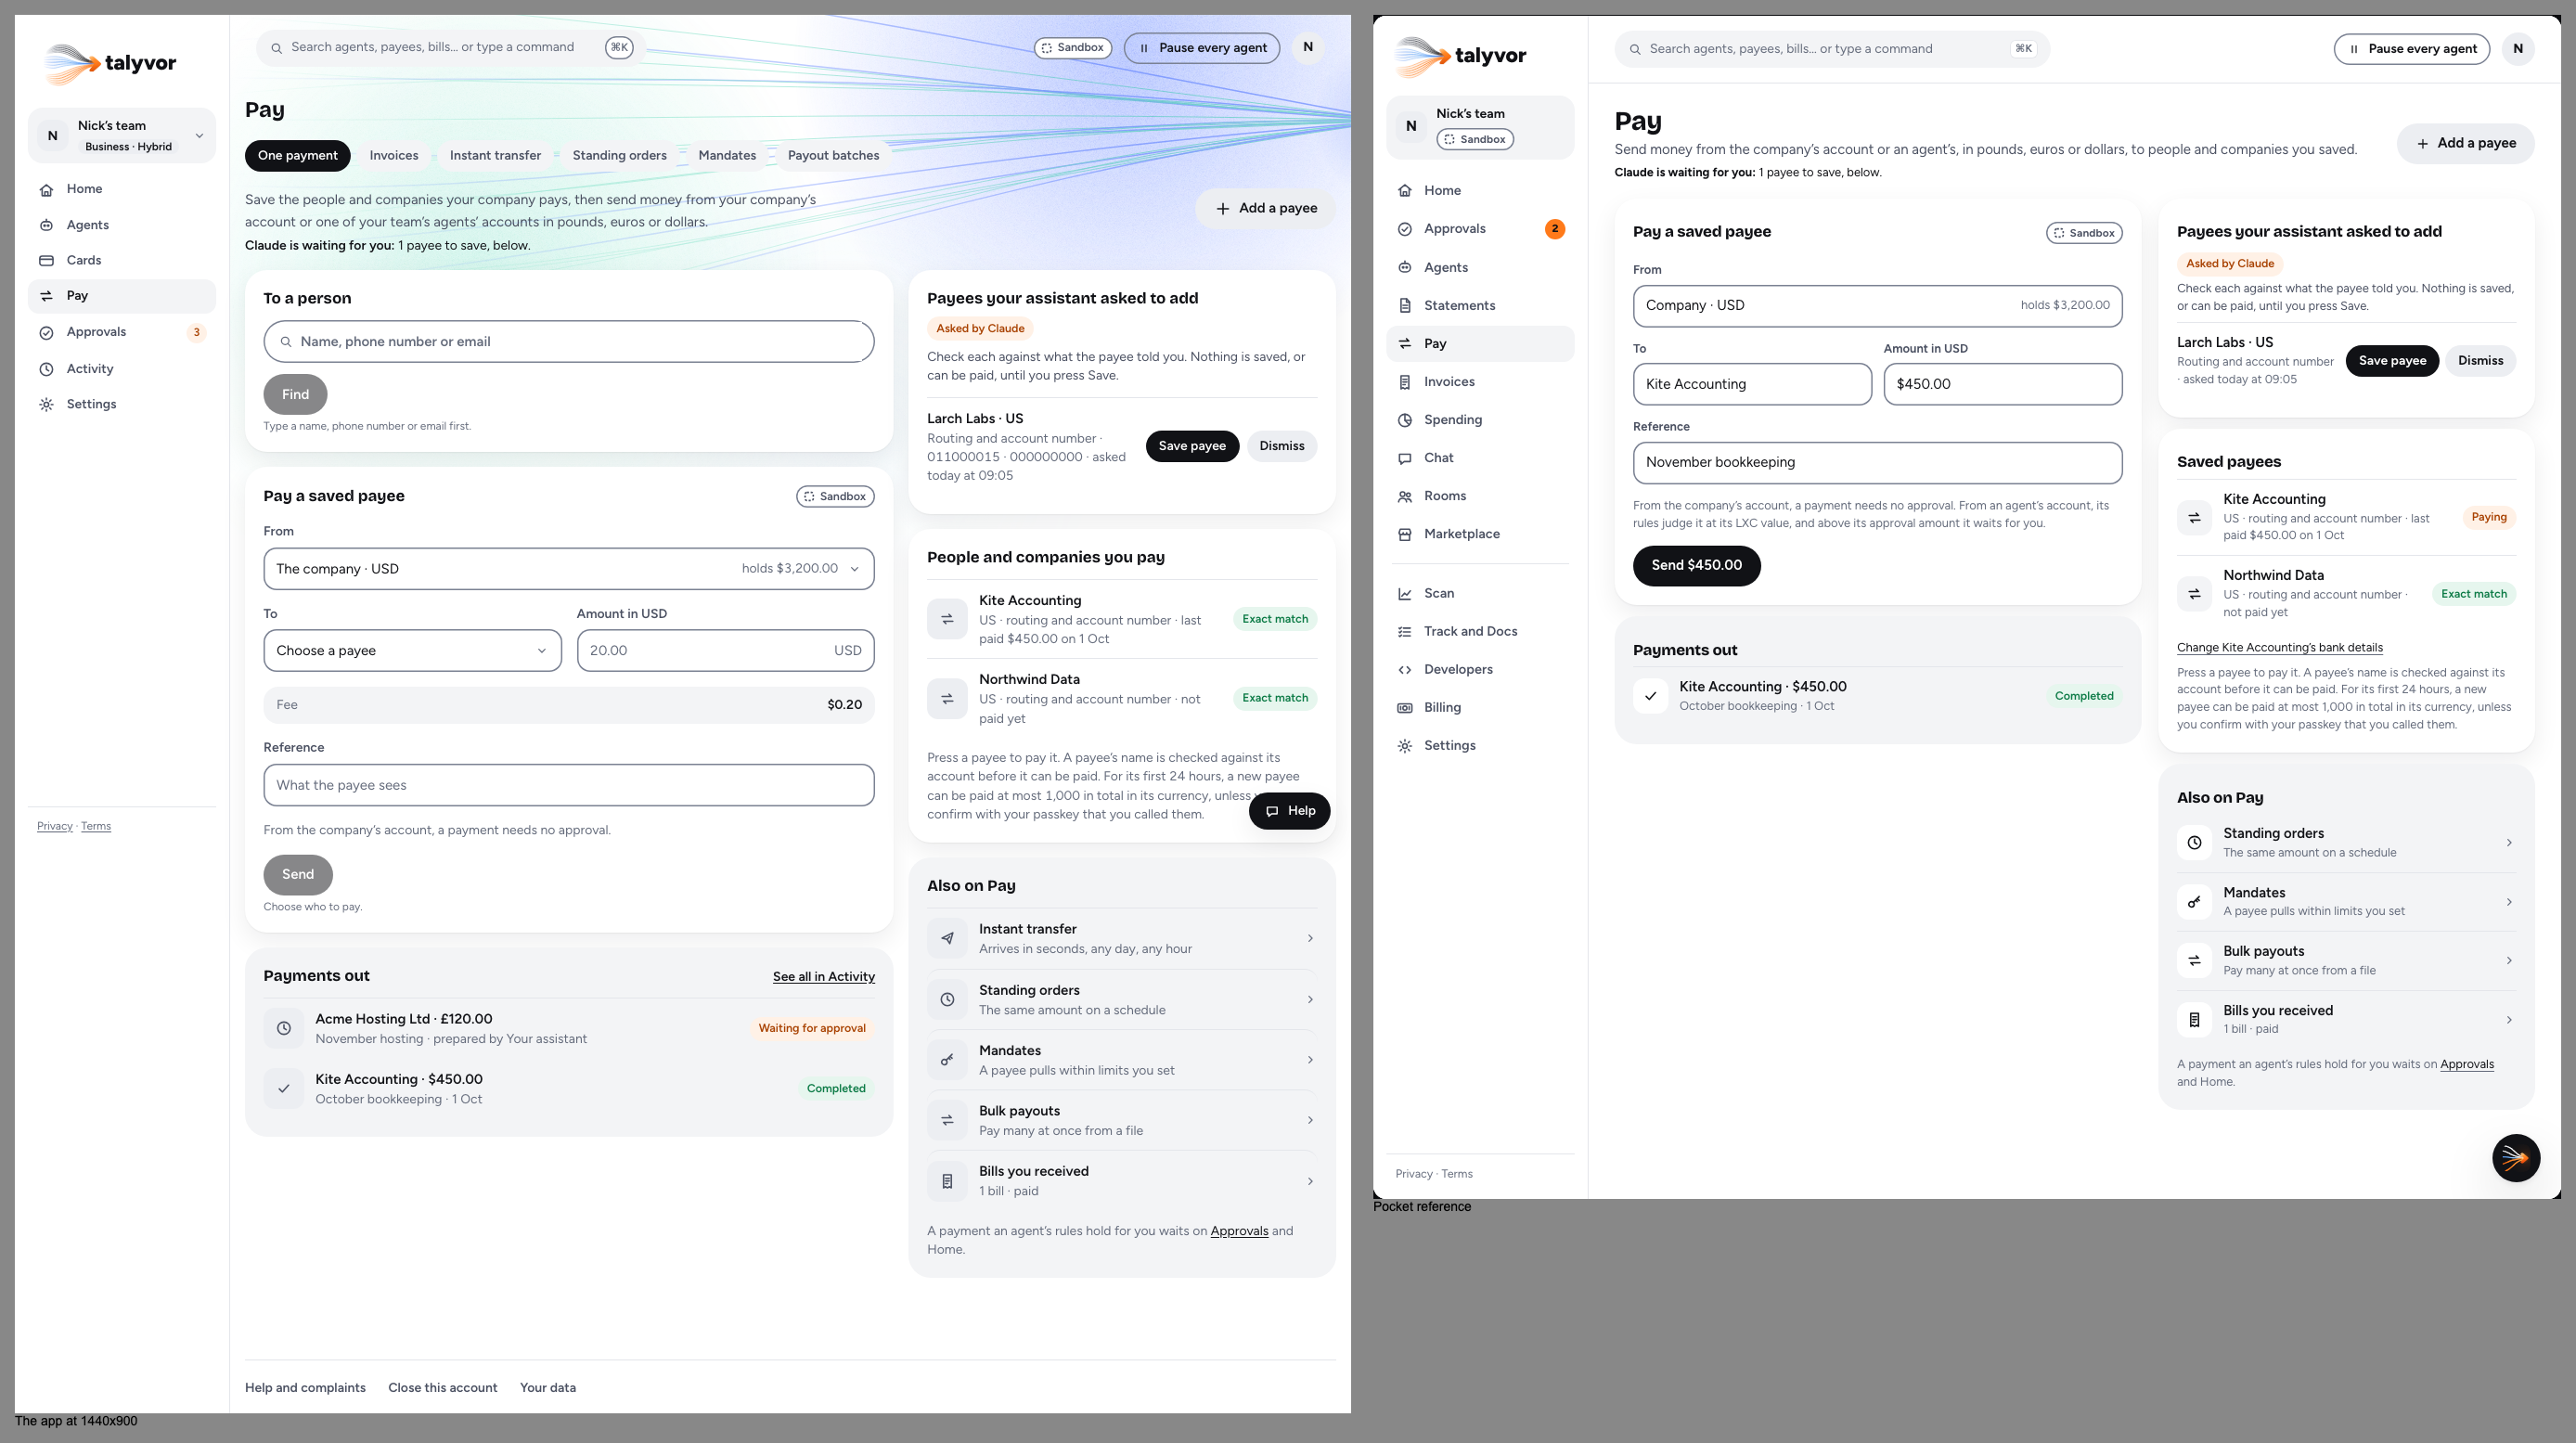 talyvor
Search agents, payees, bills... or type a command
⌘K
Sandbox
Pause every agent
N
N
Nick's team
Business · Hybrid
Home
Agents
Cards
Pay
Approvals
3
Activity
Settings
Privacy · Terms
Pay
One payment
Invoices
Instant transfer
Standing orders
Mandates
Payout batches
Save the people and companies your company pays, then send money from your company's
account or one of your team's agents' accounts in pounds, euros or dollars.
Claude is waiting for you: 1 payee to save, below.
Add a payee
To a person
Name, phone number or email
Find
Type a name, phone number or email first.
Pay a saved payee
Sandbox
From
The company · USD
holds $3,200.00
To
Amount in USD
Choose a payee
20.00
USD
Fee
$0.20
Reference
What the payee sees
From the company's account, a payment needs no approval.
Send
Choose who to pay.
Payments out
See all in Activity
Acme Hosting Ltd · £120.00
November hosting · prepared by Your assistant
Waiting for approval
Kite Accounting · $450.00
October bookkeeping · 1 Oct
Completed
Payees your assistant asked to add
Asked by Claude
Check each against what the payee told you. Nothing is saved, or
can be paid, until you press Save.
Larch Labs · US
Routing and account number ·
011000015 · 000000000 · asked
today at 09:05
Save payee
Dismiss
People and companies you pay
Kite Accounting
US · routing and account number · last
paid $450.00 on 1 Oct
Exact match
Northwind Data
US · routing and account number · not
paid yet
Exact match
Press a payee to pay it. A payee's name is checked against its
account before it can be paid. For its first 24 hours, a new payee
can be paid at most 1,000 in total in its currency, unless
confirm with your passkey that you called them.
Help
Also on Pay
Instant transfer
Arrives in seconds, any day, any hour
Standing orders
The same amount on a schedule
Mandates
A payee pulls within limits you set
Bulk payouts
Pay many at once from a file
Bills you received
1 bill · paid
A payment an agent's rules hold for you waits on Approvals and
Home.
Help and complaints
Close this account
Your data
The app at 1440x900
talyvor
Search agents, payees, bills... or type a command
⌘K
Pause every agent
N
N
Nick's team
Sandbox
Home
Approvals
2
Agents
Statements
Pay
Invoices
Spending
Chat
Rooms
Marketplace
Scan
Track and Docs
Developers
Billing
Settings
Privacy · Terms
Pay
Send money from the company's account or an agent's, in pounds, euros or dollars, to people and companies you saved.
Claude is waiting for you: 1 payee to save, below.
Add a payee
Pay a saved payee
Sandbox
From
Company · USD
holds $3,200.00
To
Amount in USD
Kite Accounting
$450.00
Reference
November bookkeeping
From the company's account, a payment needs no approval. From an agent's account, its
rules judge it at its LXC value, and above its approval amount it waits for you.
Send $450.00
Payments out
Kite Accounting · $450.00
October bookkeeping · 1 Oct
Completed
Payees your assistant asked to add
Asked by Claude
Check each against what the payee told you. Nothing is saved,
or can be paid, until you press Save.
Larch Labs · US
Routing and account number
· asked today at 09:05
Save payee
Dismiss
Saved payees
Kite Accounting
US · routing and account number · last
paid $450.00 on 1 Oct
Paying
Northwind Data
US · routing and account number ·
not paid yet
Exact match
Change Kite Accounting's bank details
Press a payee to pay it. A payee's name is checked against its
account before it can be paid. For its first 24 hours, a new
payee can be paid at most 1,000 in total in its currency, unless
you confirm with your passkey that you called them.
Also on Pay
Standing orders
The same amount on a schedule
Mandates
A payee pulls within limits you set
Bulk payouts
Pay many at once from a file
Bills you received
1 bill · paid
A payment an agent's rules hold for you waits on Approvals
and Home.
Pocket reference